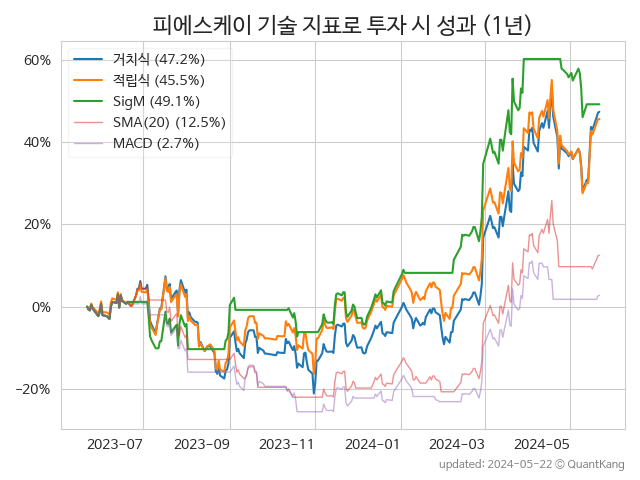 피에스케이 기술 지표로 투자 시 성과 (1년)
60%
40%
20%
0%
−20%
거치식 (47.2%)
적립식 (45.5%)
SigM (49.1%)
SMA(20) (12.5%)
MACD (2.7%)
2023−07
2023−09
2023−11
2024−01
2024−03
2024−05
updated: 2024-05-22 © QuantKang